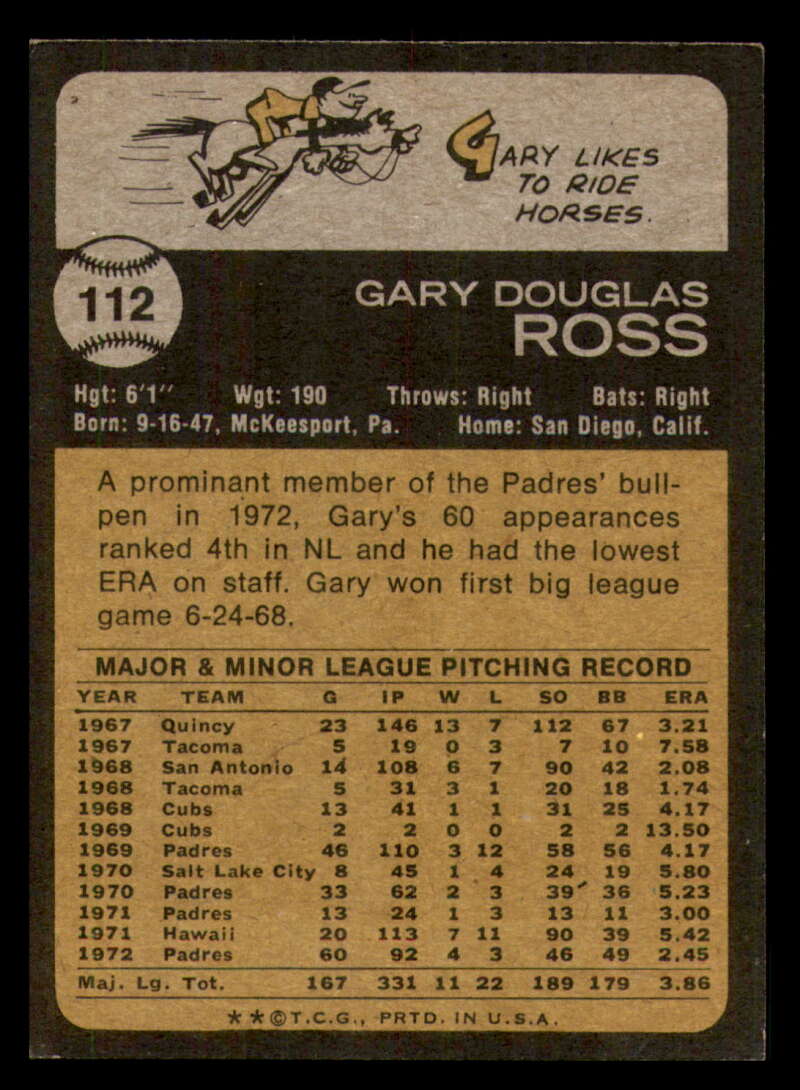 GARY LIKES
TO RIDE
HORSES.
112
GARY DOUGLAS
ROSS
Hgt: 6'1" Wgt: 190 Throws: Right Bats: Right
Born: 9-16-47, McKeesport, Pa. Home: San Diego, Calif.
A prominant member of the Padres' bull-
pen in 1972, Gary's 60 appearances
ranked 4th in NL and he had the lowest
ERA on staff. Gary won first big league
game 6-24-68.
MAJOR & MINOR LEAGUE PITCHING RECORD
YEAR TEAM G IP W L SO BB ERA
1967 Quincy 23 146 13 7 112 67 3.21
1967 Tacoma 5 19 0 3 7 10 7.58
1968 San Antonio 14 108 6 7 90 42 2.08
1968 Tacoma 5 31 3 1 20 18 1.74
1968 Cubs 13 41 1 1 31 25 4.17
1969 Cubs 2 2 0 0 2 2 13.50
1969 Padres 46 110 3 12 58 56 4.17
1970 Salt Lake City 8 45 1 4 24 19 5.80
1970 Padres 33 62 2 3 39 36 5.23
1971 Padres 13 24 1 3 13 11 3.00
1971 Hawaii 20 113 7 11 90 39 5.42
1972 Padres 60 92 4 3 46 49 2.45
Maj. Lg. Tot. 167 331 11 22 189 179 3.86
**©T.C.G., PRTD. IN U.S.A.